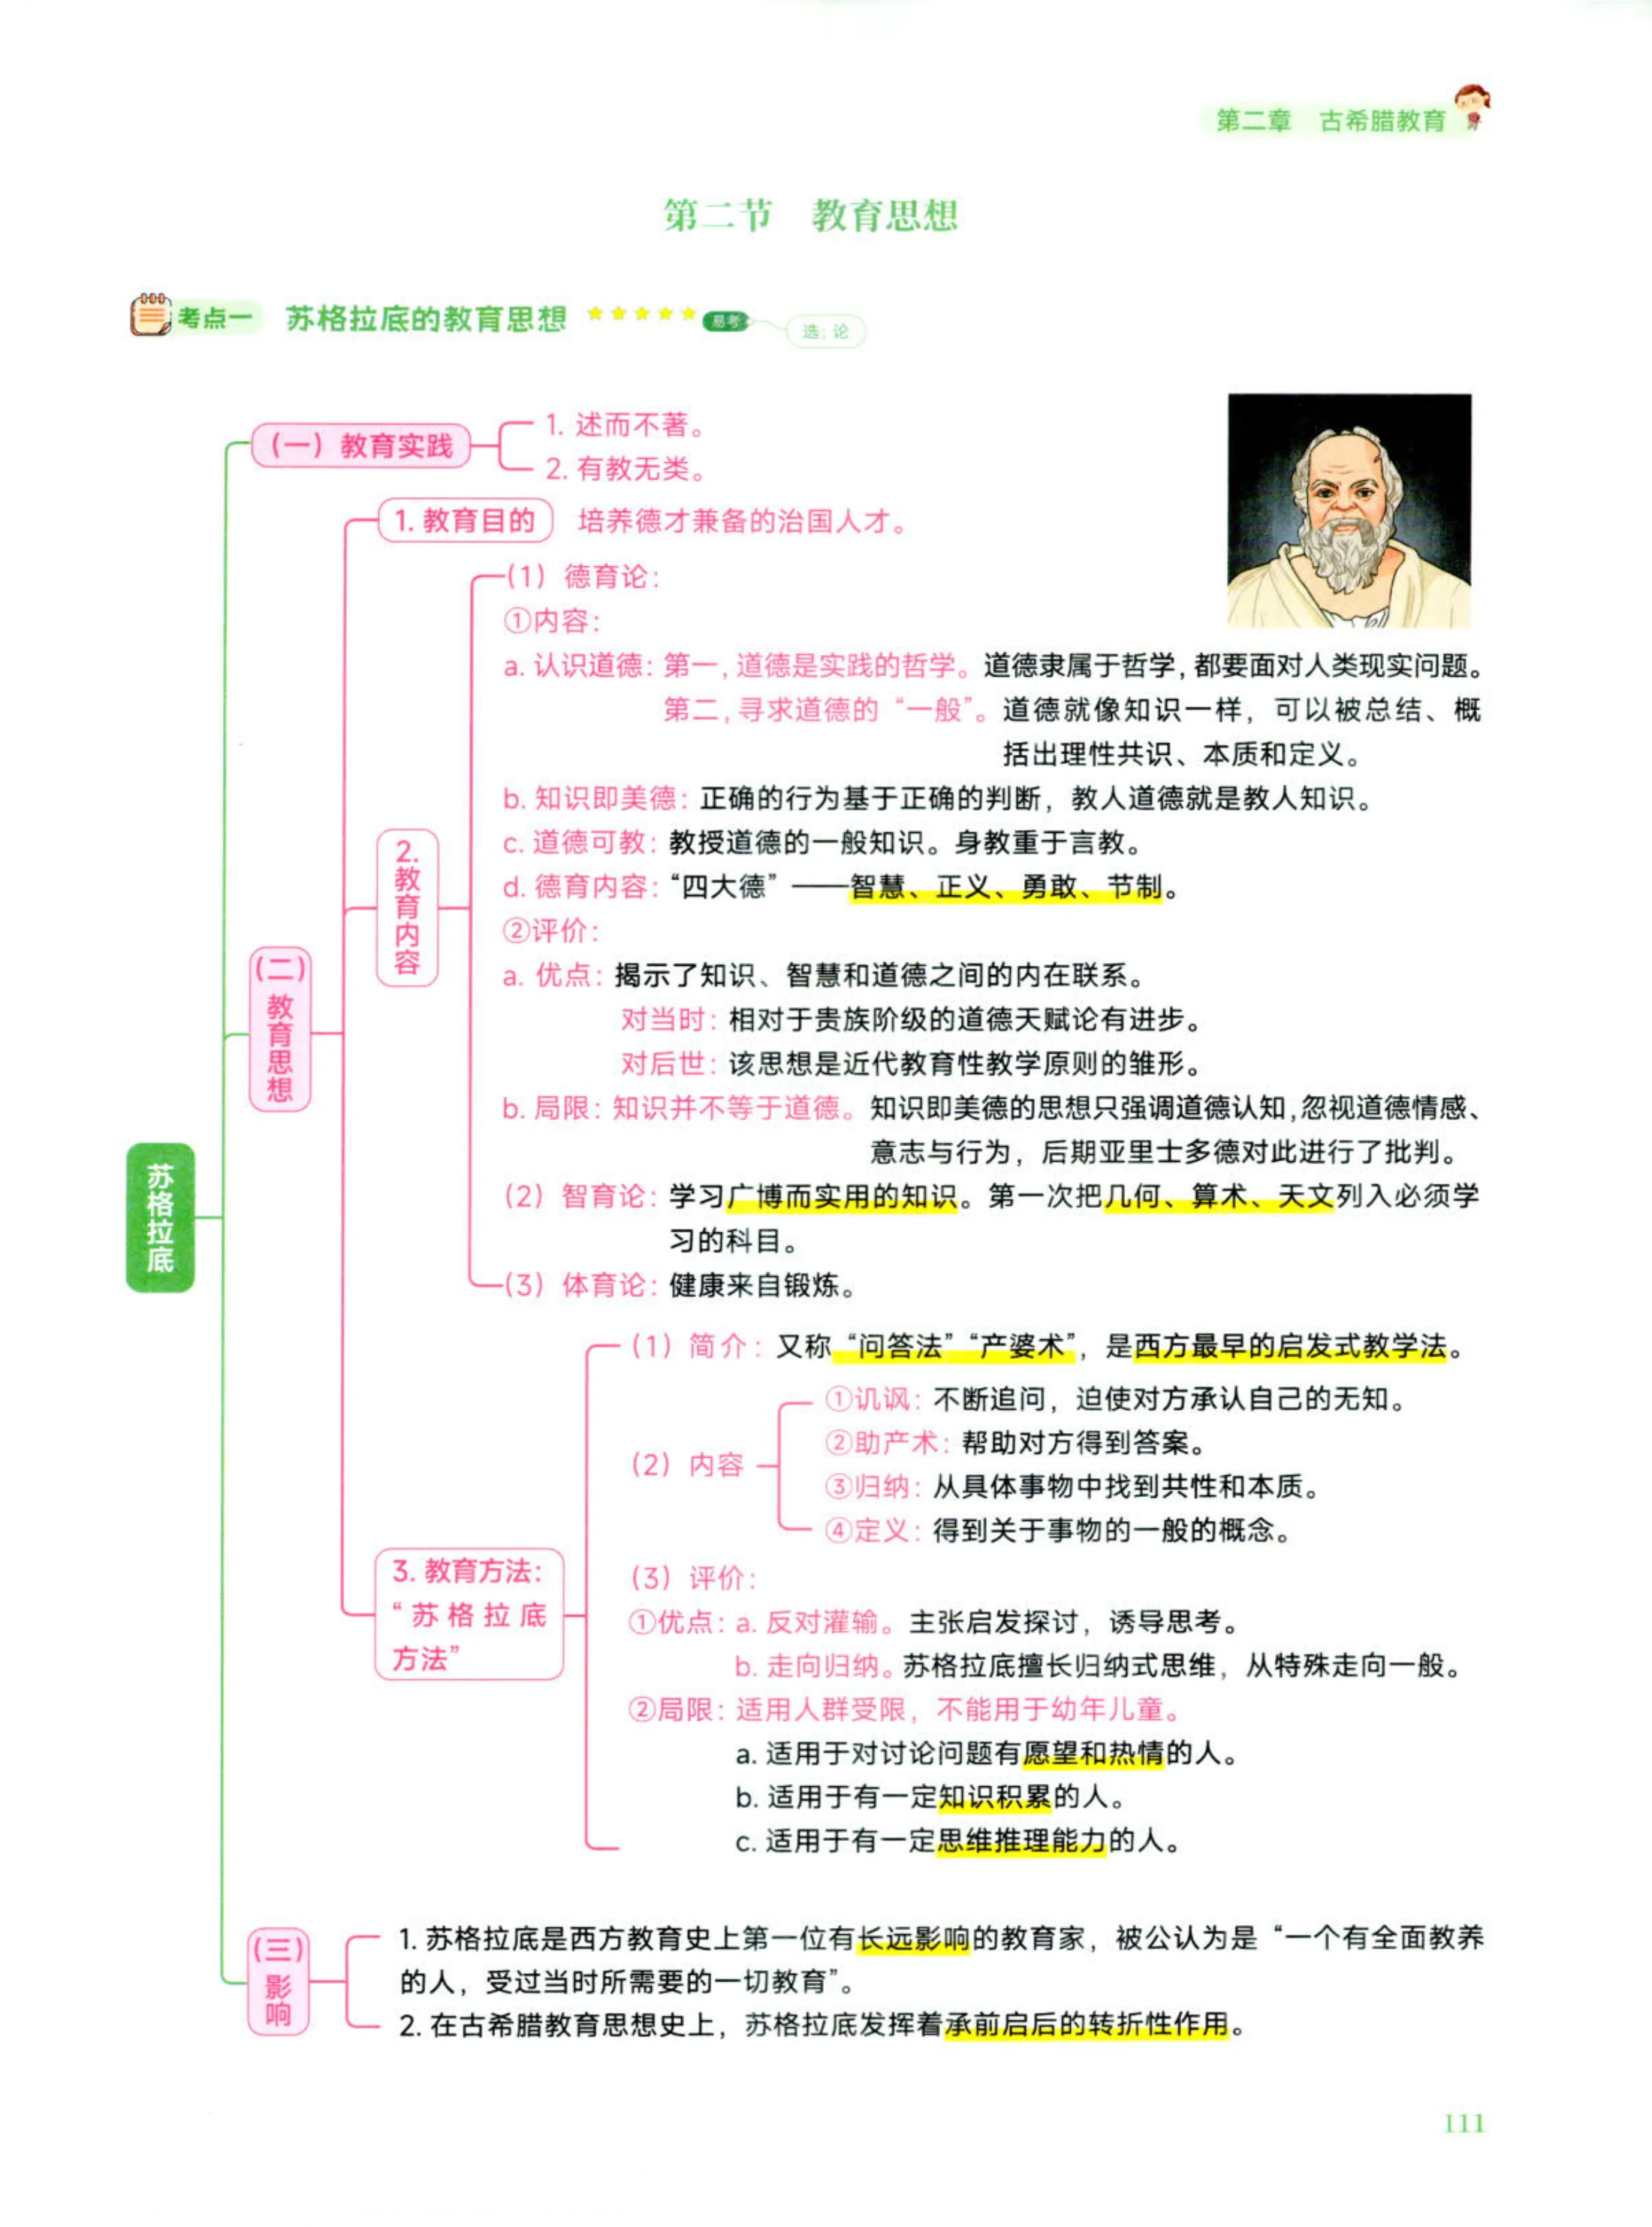 第二章 古希腊教育
第二节 教育思想
考点一 苏格拉底的教育思想 易考 选;论
苏格拉底
(一)教育实践
1. 述而不著。
2. 有教无类。
(二)教育思想
1. 教育目的 培养德才兼备的治国人才。
2. 教育内容
(1)德育论:
①内容:
a. 认识道德:第一,道德是实践的哲学。道德隶属于哲学,都要面对人类现实问题。
第二,寻求道德的“一般”。道德就像知识一样,可以被总结、概
括出理性共识、本质和定义。
b. 知识即美德:正确的行为基于正确的判断,教人道德就是教人知识。
c. 道德可教:教授道德的一般知识。身教重于言教。
d. 德育内容:“四大德”——智慧、正义、勇敢、节制。
②评价:
a. 优点:揭示了知识、智慧和道德之间的内在联系。
对当时:相对于贵族阶级的道德天赋论有进步。
对后世:该思想是近代教育性教学原则的雏形。
b. 局限:知识并不等于道德。知识即美德的思想只强调道德认知,忽视道德情感、
意志与行为,后期亚里士多德对此进行了批判。
(2)智育论:学习广博而实用的知识。第一次把几何、算术、天文列入必须学
习的科目。
(3)体育论:健康来自锻炼。
3. 教育方法:
“苏格拉底
方法”
(1)简介:又称“问答法”“产婆术”,是西方最早的启发式教学法。
(2)内容
①讥讽:不断追问,迫使对方承认自己的无知。
②助产术:帮助对方得到答案。
③归纳:从具体事物中找到共性和本质。
④定义:得到关于事物的一般的概念。
(3)评价:
①优点:a. 反对灌输。主张启发探讨,诱导思考。
b. 走向归纳。苏格拉底擅长归纳式思维,从特殊走向一般。
②局限:适用人群受限,不能用于幼年儿童。
a. 适用于对讨论问题有愿望和热情的人。
b. 适用于有一定知识积累的人。
c. 适用于有一定思维推理能力的人。
(三)影响
1. 苏格拉底是西方教育史上第一位有长远影响的教育家,被公认为是“一个有全面教养
的人,受过当时所需要的一切教育”。
2. 在古希腊教育思想史上,苏格拉底发挥着承前启后的转折性作用。
111